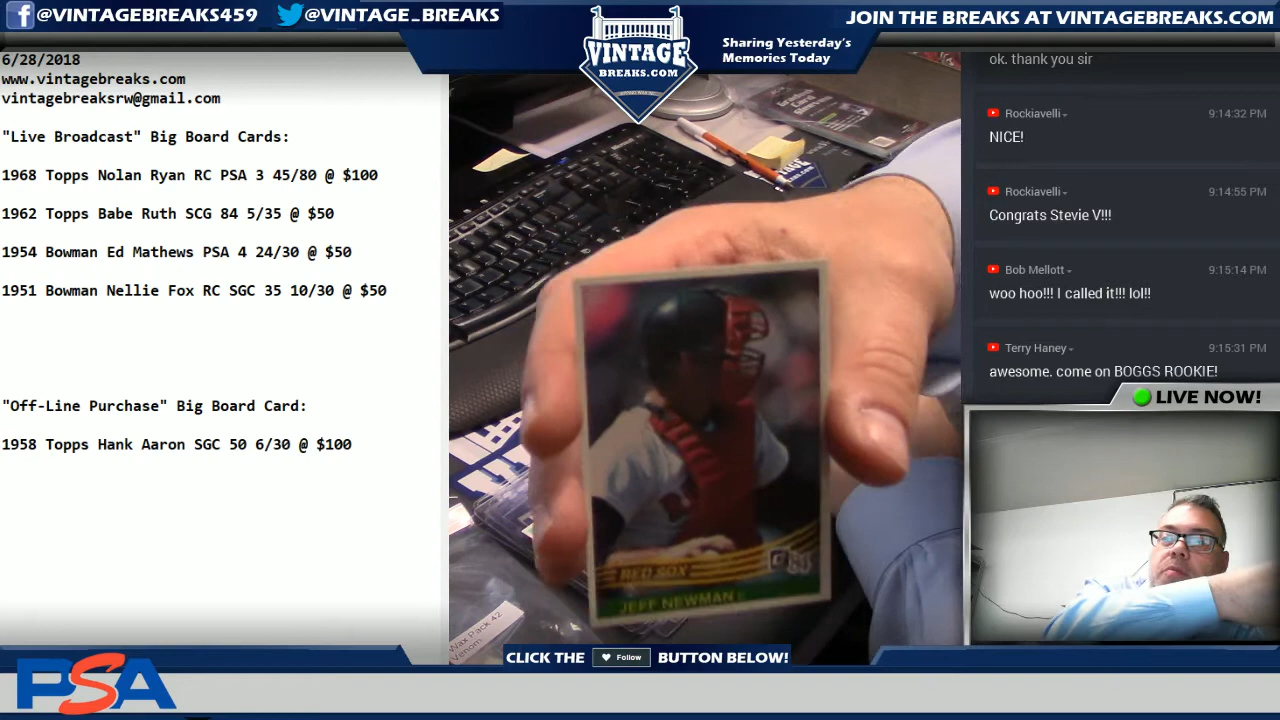 @VINTAGEBREAKS459
@VINTAGE_BREAKS
VINTAGE
BREAKS.COM
Sharing Yesterday's
Memories Today
JOIN THE BREAKS AT VINTAGEBREAKS.COM
6/28/2018
www.vintagebreaks.com
vintagebreaksrw@gmail.com
"Live Broadcast" Big Board Cards:
1968 Topps Nolan Ryan RC PSA 3 45/80 @ $100
1962 Topps Babe Ruth SCG 84 5/35 @ $50
1954 Bowman Ed Mathews PSA 4 24/30 @ $50
1951 Bowman Nellie Fox RC SGC 35 10/30 @ $50
"Off-Line Purchase" Big Board Card:
1958 Topps Hank Aaron SGC 50 6/30 @ $100
RED SOX
JEFF NEWMAN C
Wax Pack 42
Venom
ok. thank you sir
Rockiavelli 9:14:32 PM
NICE!
Rockiavelli 9:14:55 PM
Congrats Stevie V!!!
Bob Mellott 9:15:14 PM
woo hoo!!! I called it!!! lol!!
Terry Haney 9:15:31 PM
awesome. come on BOGGS ROOKIE!
LIVE NOW!
CLICK THE Follow BUTTON BELOW!
PSA